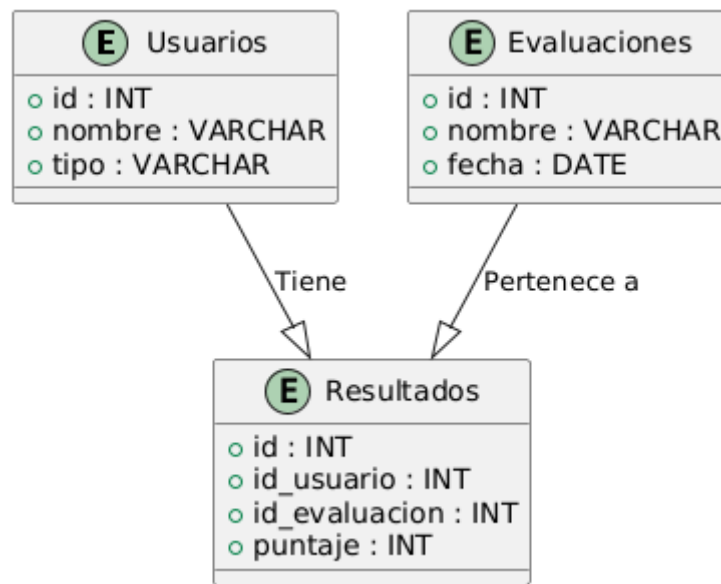 E Usuarios
+ id : INT
+ nombre : VARCHAR
+ tipo : VARCHAR
E Evaluaciones
+ id : INT
+ nombre : VARCHAR
+ fecha : DATE
Tiene
Pertenece a
E Resultados
+ id : INT
+ id_usuario : INT
+ id_evaluacion : INT
+ puntaje : INT